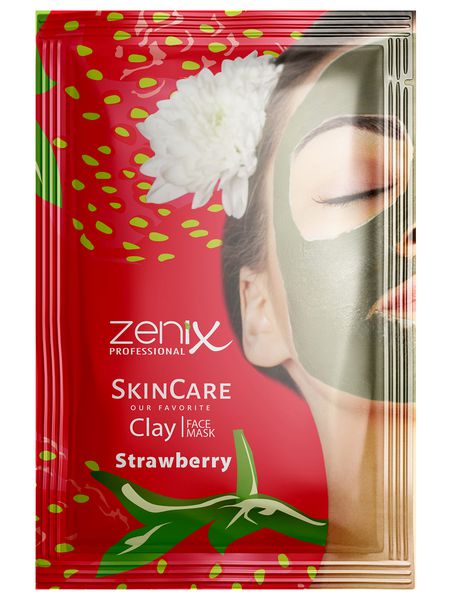 zenix
PROFESSIONAL
SKINCARE
OUR FAVORITE
Clay | FACE MASK
Strawberry